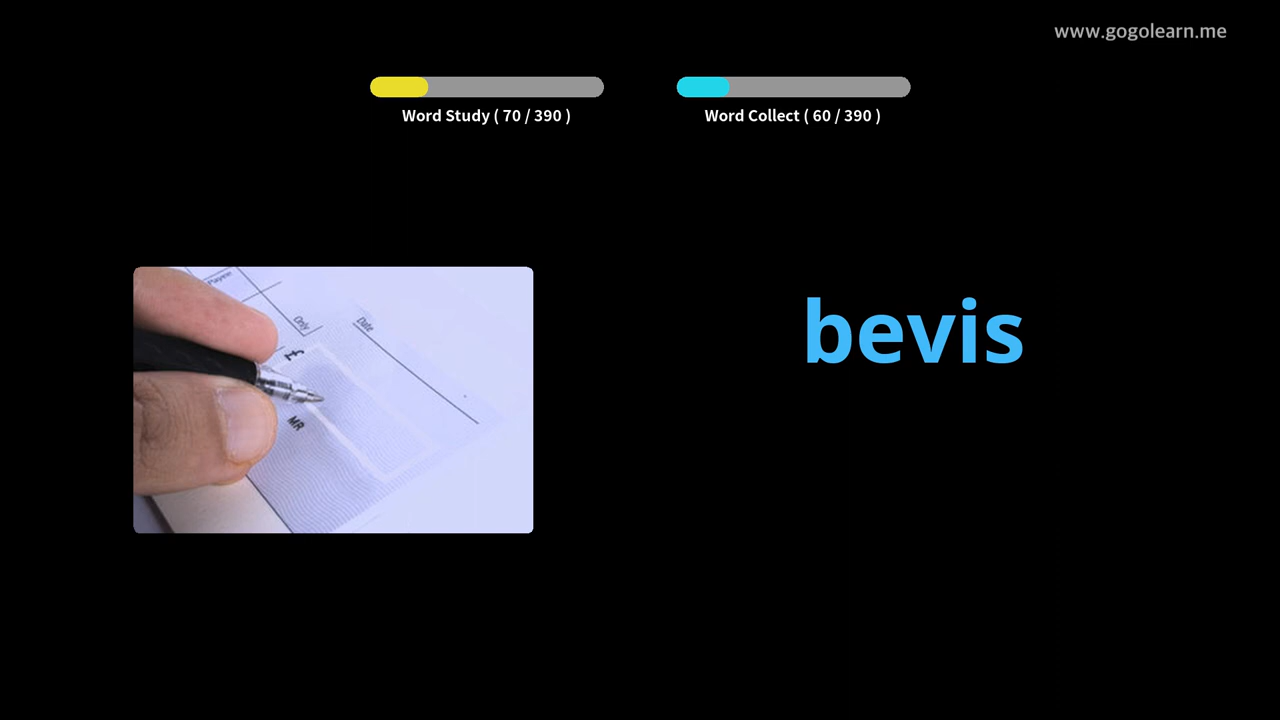 www.gogolearn.me
Word Study ( 70 / 390 )
Word Collect ( 60 / 390 )
bevis
Payee
Only
Date
£
MR